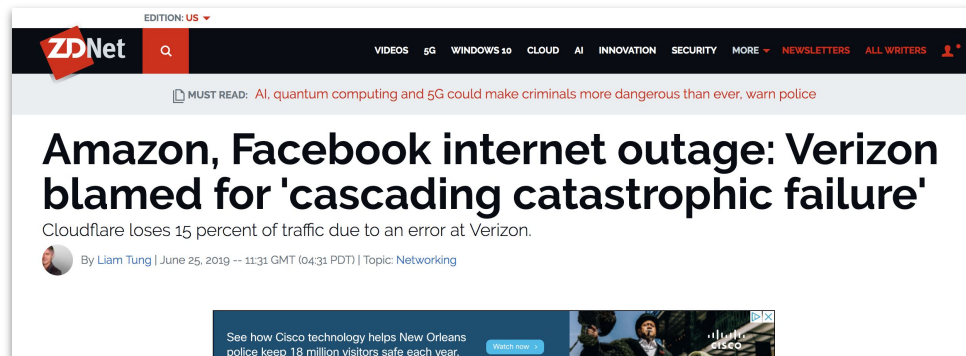 EDITION: US
ZDNet
VIDEOS 5G WINDOWS 10 CLOUD AI INNOVATION SECURITY MORE NEWSLETTERS ALL WRITERS
MUST READ: AI, quantum computing and 5G could make criminals more dangerous than ever, warn police
Amazon, Facebook internet outage: Verizon
blamed for 'cascading catastrophic failure'
Cloudflare loses 15 percent of traffic due to an error at Verizon.
By Liam Tung | June 25, 2019 -- 11:31 GMT (04:31 PDT) | Topic: Networking
See how Cisco technology helps New Orleans
police keep 18 million visitors safe each year.
Watch now
CISCO